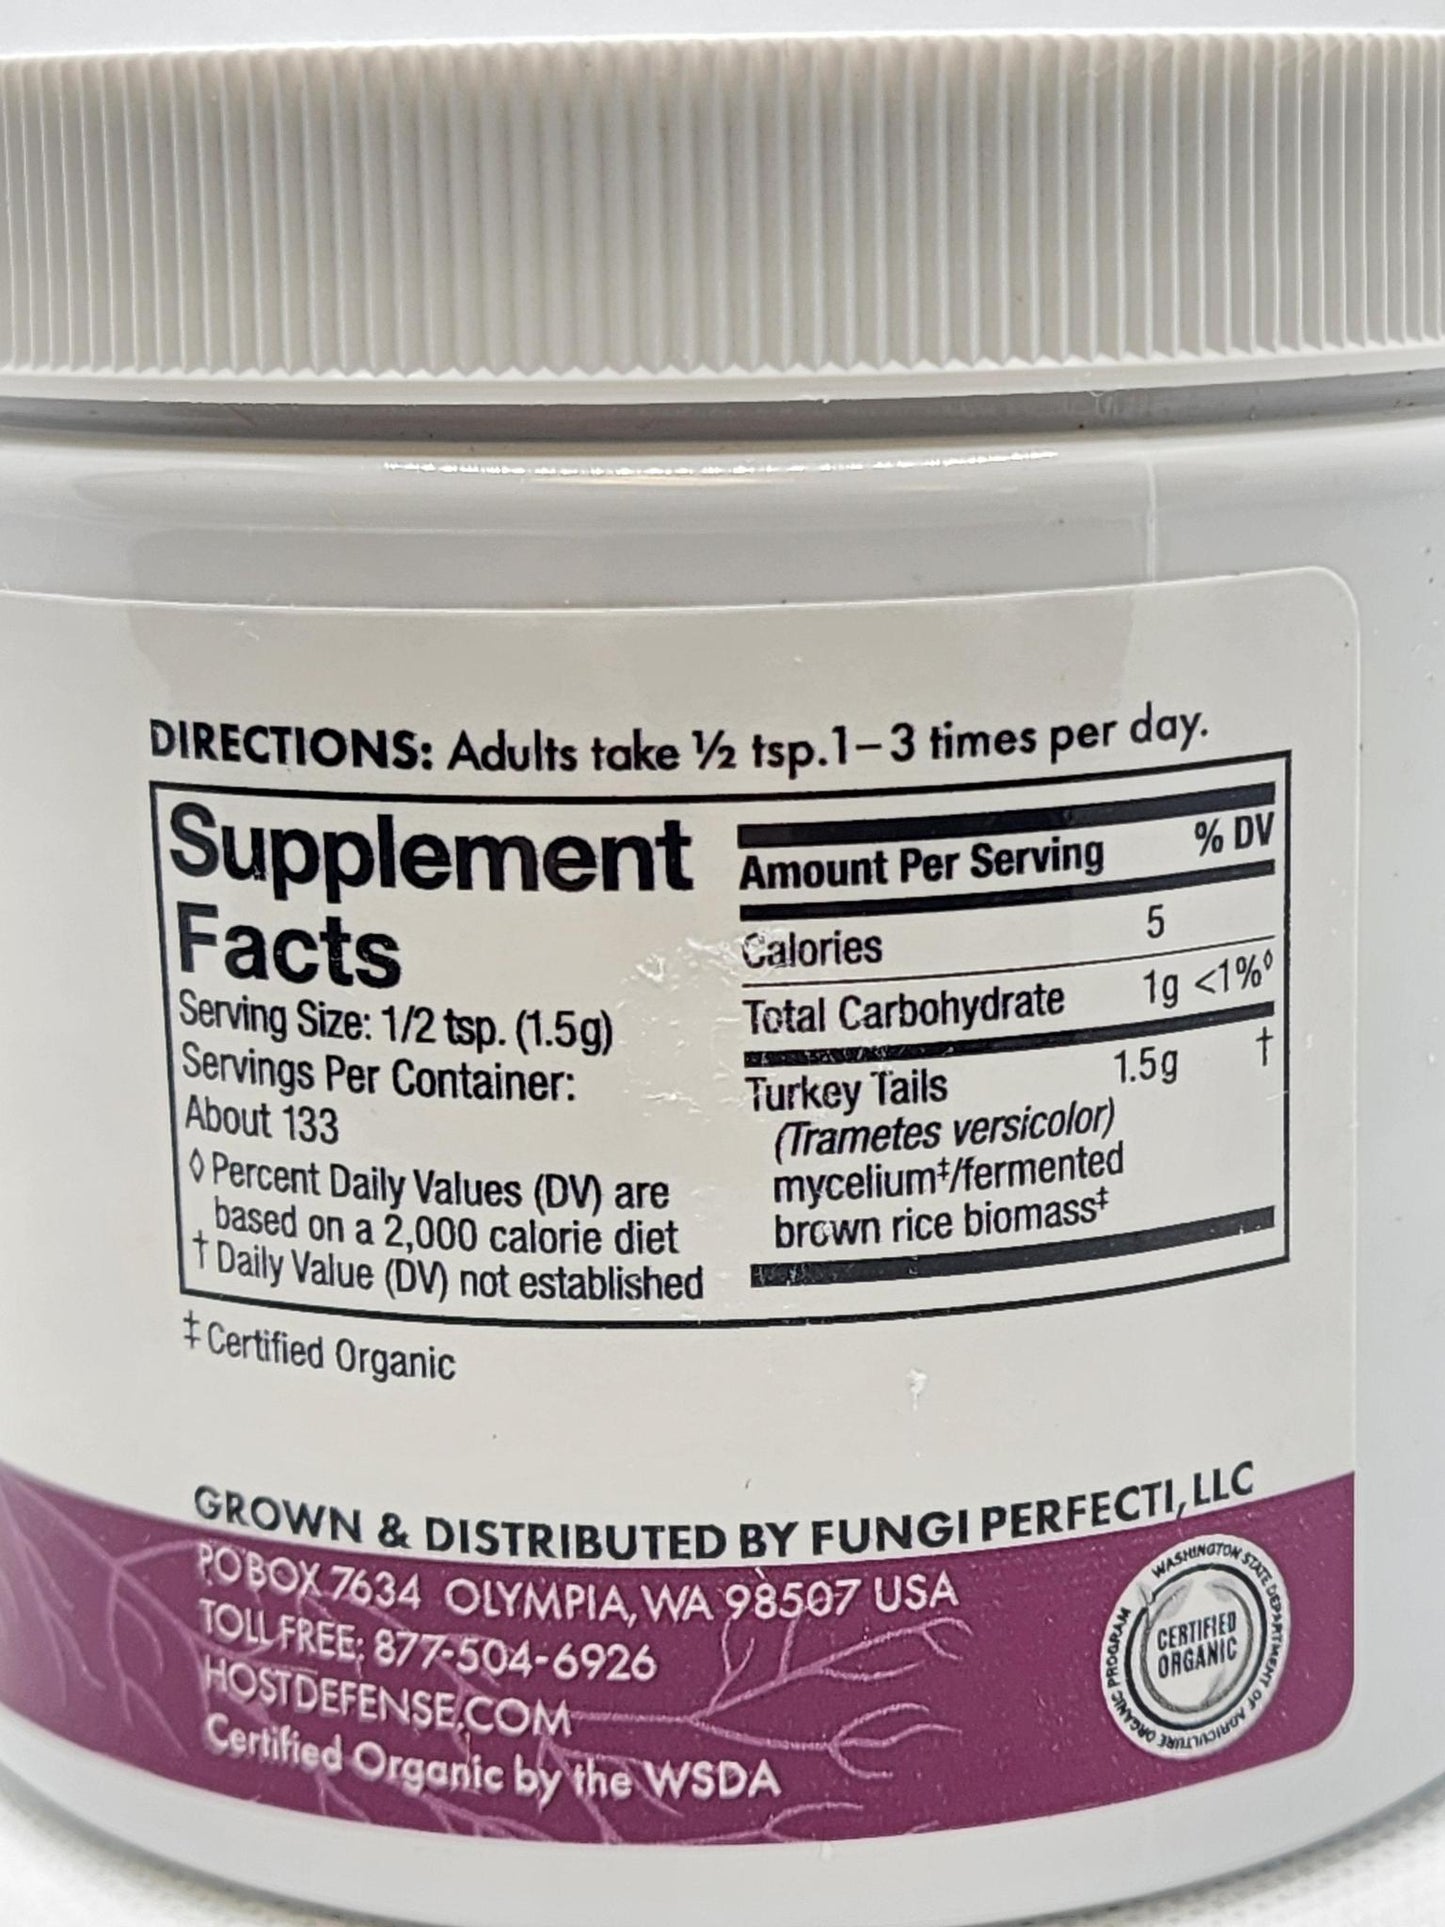 DIRECTIONS: Adults take ½ tsp.1–3 times per day.
Supplement
Facts
Serving Size: 1/2 tsp. (1.5g)
Servings Per Container:
About 133
◊ Percent Daily Values (DV) are
based on a 2,000 calorie diet
† Daily Value (DV) not established
Amount Per Serving % DV
Calories 5
Total Carbohydrate 1g <1%◊
Turkey Tails 1.5g †
(Trametes versicolor)
mycelium‡/fermented
brown rice biomass‡
‡ Certified Organic
GROWN & DISTRIBUTED BY FUNGI PERFECTI, LLC
PO BOX 7634 OLYMPIA, WA 98507 USA
TOLL FREE: 877-504-6926
HOSTDEFENSE.COM
Certified Organic by the WSDA
WASHINGTON STATE DEPARTMENT OF AGRICULTURE ORGANIC PROGRAM
CERTIFIED
ORGANIC